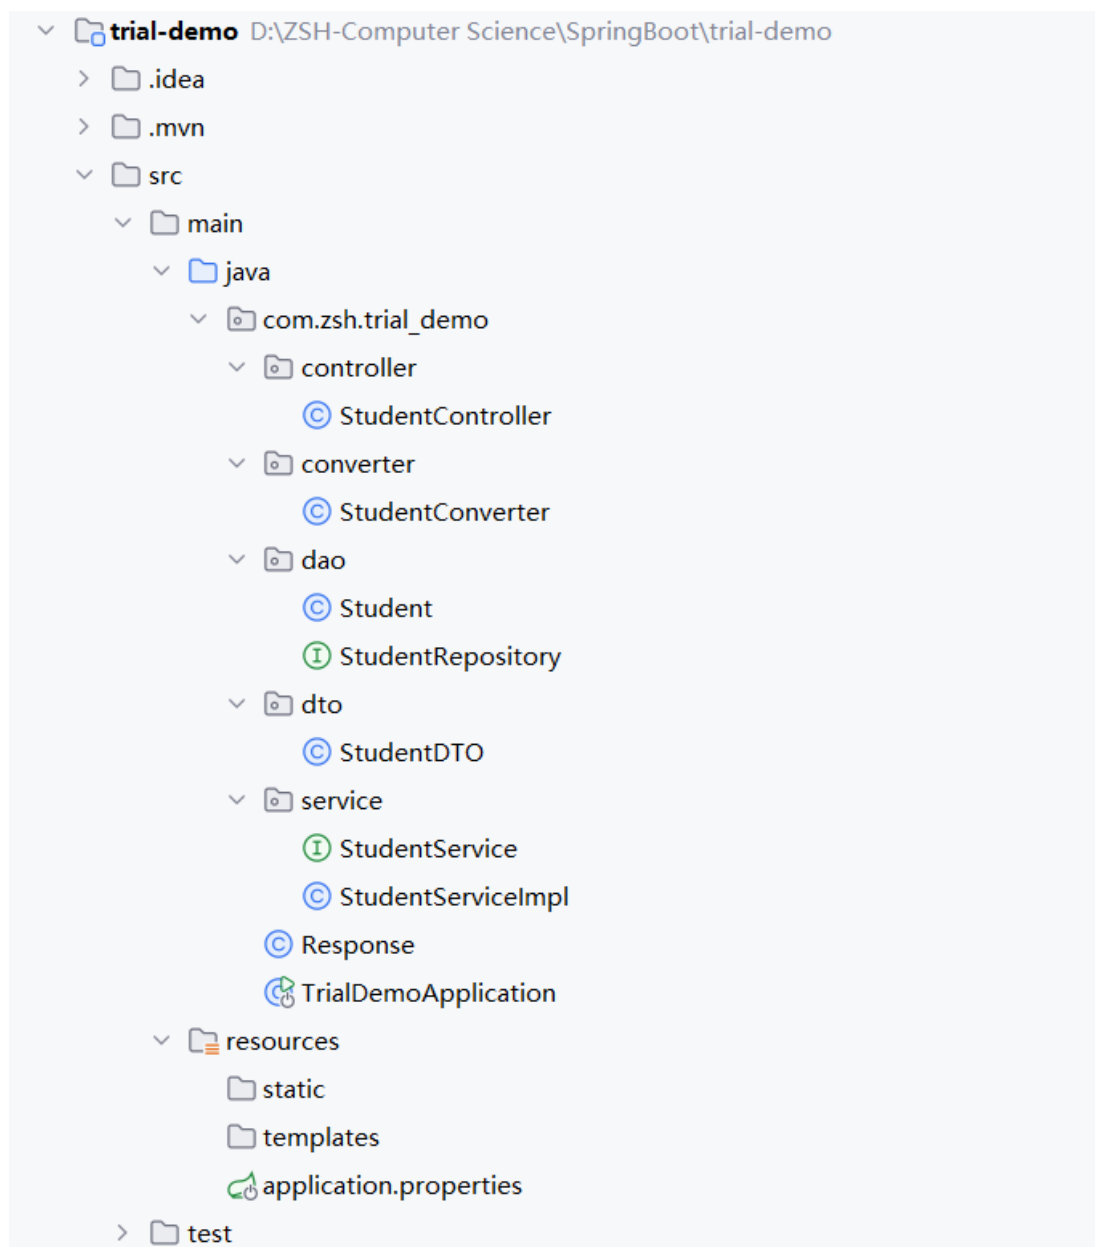 trial-demo D:\ZSH-Computer Science\SpringBoot\trial-demo
.idea
.mvn
src
main
java
com.zsh.trial_demo
controller
StudentController
converter
StudentConverter
dao
Student
StudentRepository
dto
StudentDTO
service
StudentService
StudentServiceImpl
Response
TrialDemoApplication
resources
static
templates
application.properties
test